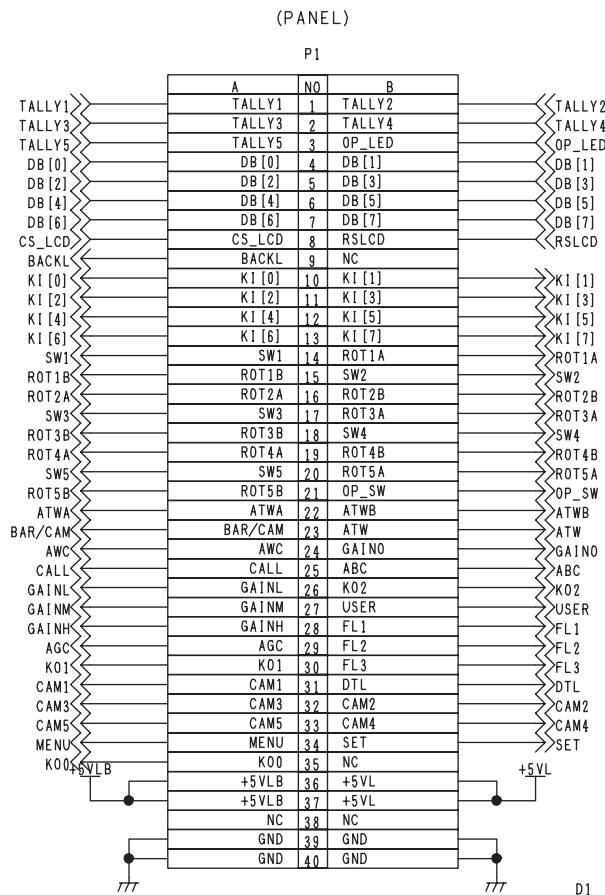 (PANEL)
P1
A NO B
TALLY1 TALLY1 1 TALLY2 TALLY2
TALLY3 TALLY3 2 TALLY4 TALLY4
TALLY5 TALLY5 3 OP_LED OP_LED
DB[0] DB[0] 4 DB[1] DB[1]
DB[2] DB[2] 5 DB[3] DB[3]
DB[4] DB[4] 6 DB[5] DB[5]
DB[6] DB[6] 7 DB[7] DB[7]
CS_LCD CS_LCD 8 RSLCD RSLCD
BACKL BACKL 9 NC
KI[0] KI[0] 10 KI[1] KI[1]
KI[2] KI[2] 11 KI[3] KI[3]
KI[4] KI[4] 12 KI[5] KI[5]
KI[6] KI[6] 13 KI[7] KI[7]
SW1 SW1 14 ROT1A ROT1A
ROT1B ROT1B 15 SW2 SW2
ROT2A ROT2A 16 ROT2B ROT2B
SW3 SW3 17 ROT3A ROT3A
ROT3B ROT3B 18 SW4 SW4
ROT4A ROT4A 19 ROT4B ROT4B
SW5 SW5 20 ROT5A ROT5A
ROT5B ROT5B 21 OP_SW OP_SW
ATWA ATWA 22 ATWB ATWB
BAR/CAM BAR/CAM 23 ATW ATW
AWC AWC 24 GAINO GAINO
CALL CALL 25 ABC ABC
GAINL GAINL 26 KO2 KO2
GAINM GAINM 27 USER USER
GAINH GAINH 28 FL1 FL1
AGC AGC 29 FL2 FL2
KO1 KO1 30 FL3 FL3
CAM1 CAM1 31 DTL DTL
CAM3 CAM3 32 CAM2 CAM2
CAM5 CAM5 33 CAM4 CAM4
MENU MENU 34 SET SET
KO0 KO0 35 NC
+5VLB +5VLB 36 +5VL +5VL
+5VLB 37 +5VL
NC 38 NC
GND 39 GND
GND 40 GND
D1